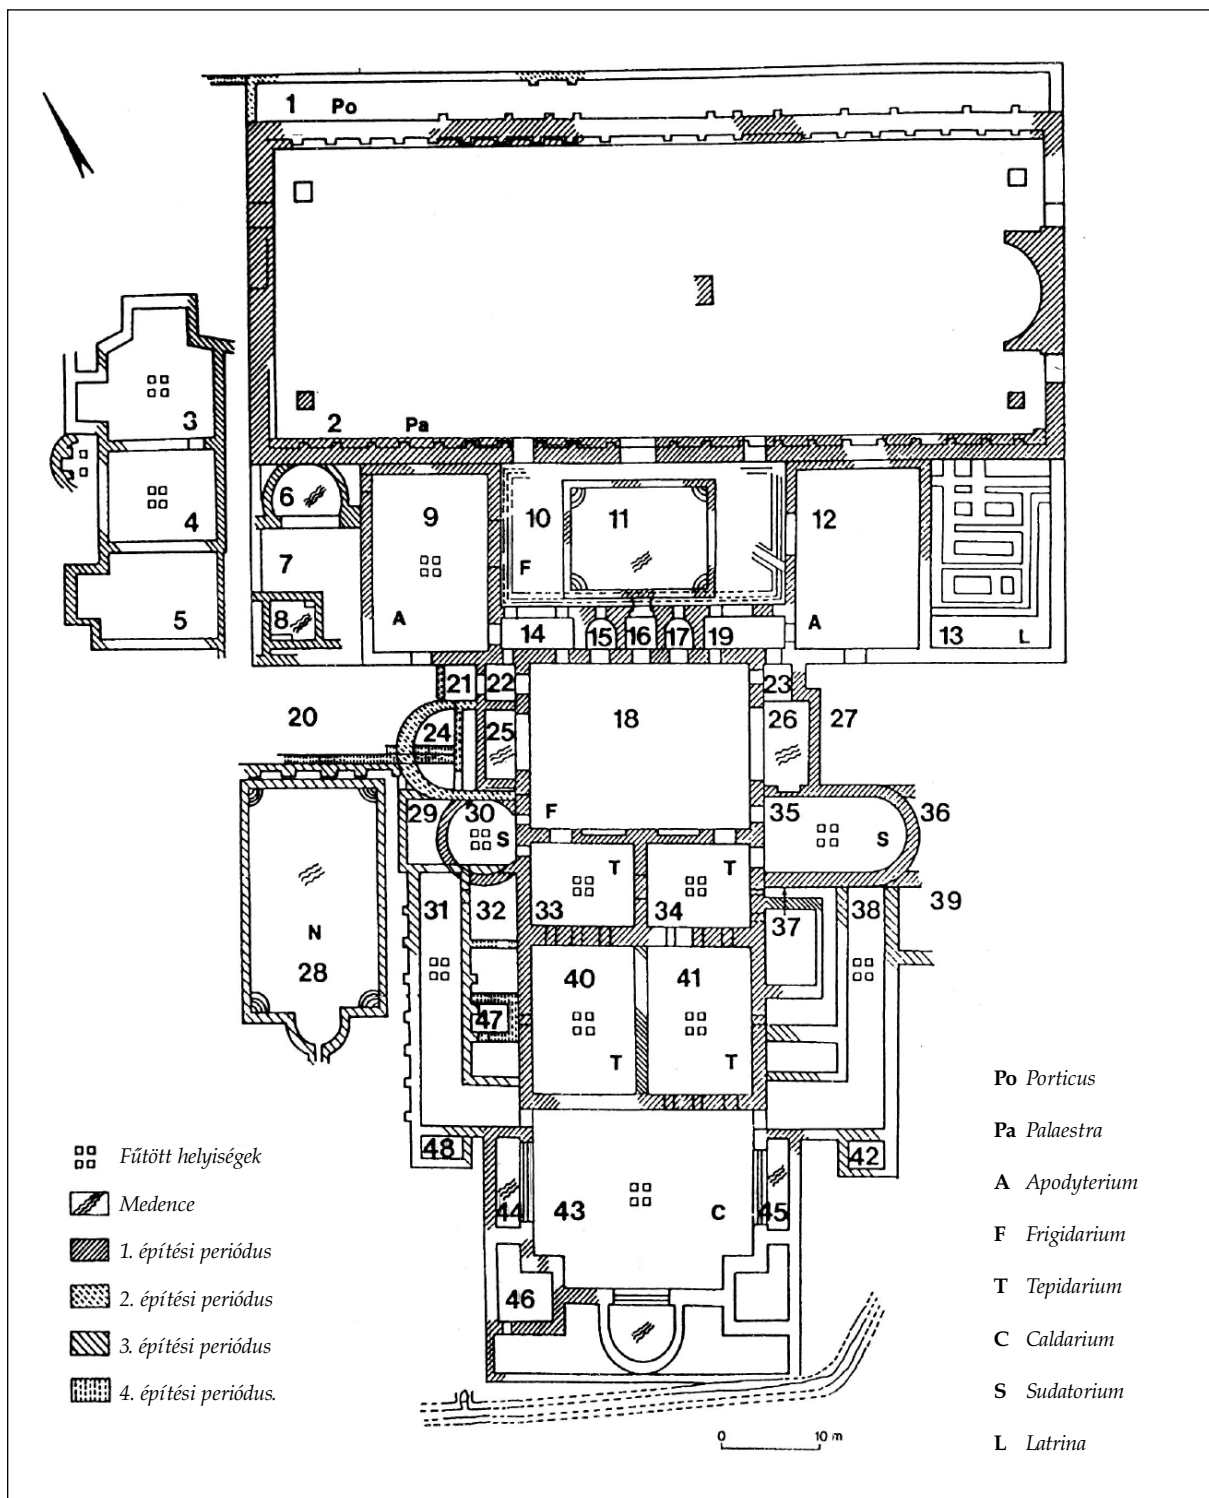 1 Po
2 Pa
3
4
5
6
7
8
9
A
10
F
11
12
A
13 L
14 15 16 17 19
21 22 23
20
24 25
18
F
26 27
29 30
S
35 36
S
T T
31 32 33 34
37 38 39
N
28
40 41
47
T T
48 42
44 43 C 45
46
Fűtött helyiségek
Medence
1. építési periódus
2. építési periódus
3. építési periódus
4. építési periódus.
Po Porticus
Pa Palaestra
A Apodyterium
F Frigidarium
T Tepidarium
C Caldarium
S Sudatorium
L Latrina
0 10 m